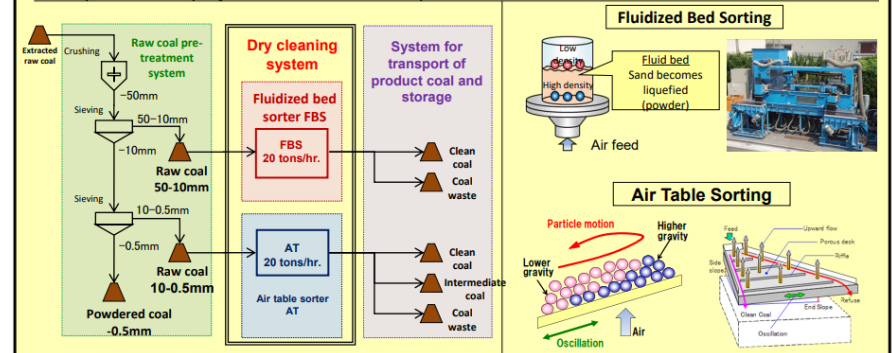 Extracted
raw coal
Crushing
Raw coal pre-
treatment
system
-50mm
Sieving
50-10mm
-10mm
Raw coal
50-10mm
Sieving
10-0.5mm
-0.5mm
Raw coal
10-0.5mm
Powdered coal
-0.5mm
Dry cleaning
system
Fluidized bed
sorter FBS
FBS
20 tons/hr.
AT
20 tons/hr.
Air table sorter
AT
System for
transport of
product coal and
storage
Clean
coal
Coal
waste
Clean
coal
Intermediate
coal
Coal
waste
Fluidized Bed Sorting
Low
density
High density
Fluid bed
Sand becomes
liquefied
(powder)
Air feed
Air Table Sorting
Particle motion
Higher
gravity
Lower
gravity
Air
Oscillation
Feed
Upward flow
Porous deck
Riffle
Side
slope
Refuse
End Slope
Clean Coal
Oscillation